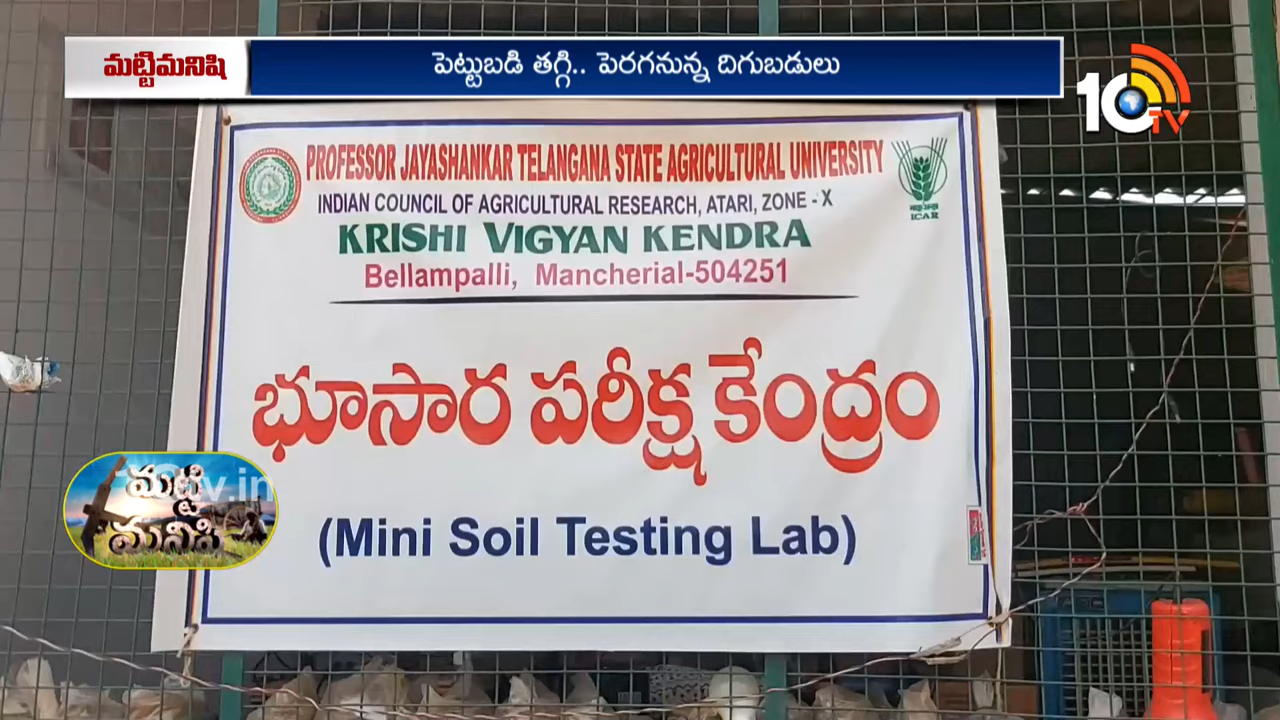 మట్టిమనిషి
పెట్టుబడి తగ్గి.. పెరగనున్న దిగుబడులు
10TV
PROFESSOR JAYASHANKAR TELANGANA STATE AGRICULTURAL UNIVERSITY
INDIAN COUNCIL OF AGRICULTURAL RESEARCH, ATARI, ZONE - X
KRISHI VIGYAN KENDRA
Bellampalli, Mancherial-504251
ICAR
భూసార పరీక్ష కేంద్రం
(Mini Soil Testing Lab)
మట్టి
మనిషి